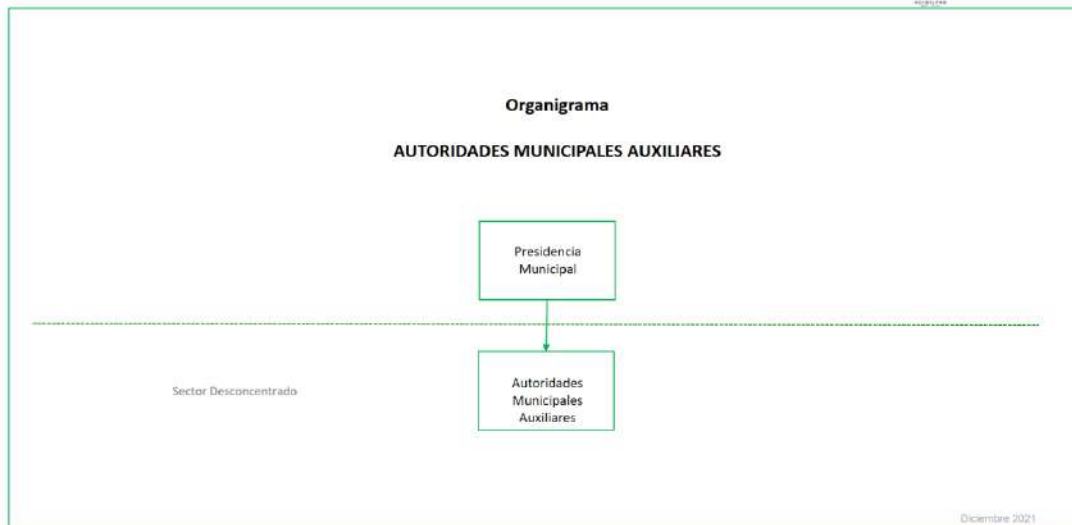 Organigrama
AUTORIDADES MUNICIPALES AUXILIARES
Presidencia
Municipal
Sector Desconcentrado
Autoridades
Municipales
Auxiliares
Diciembre 2021